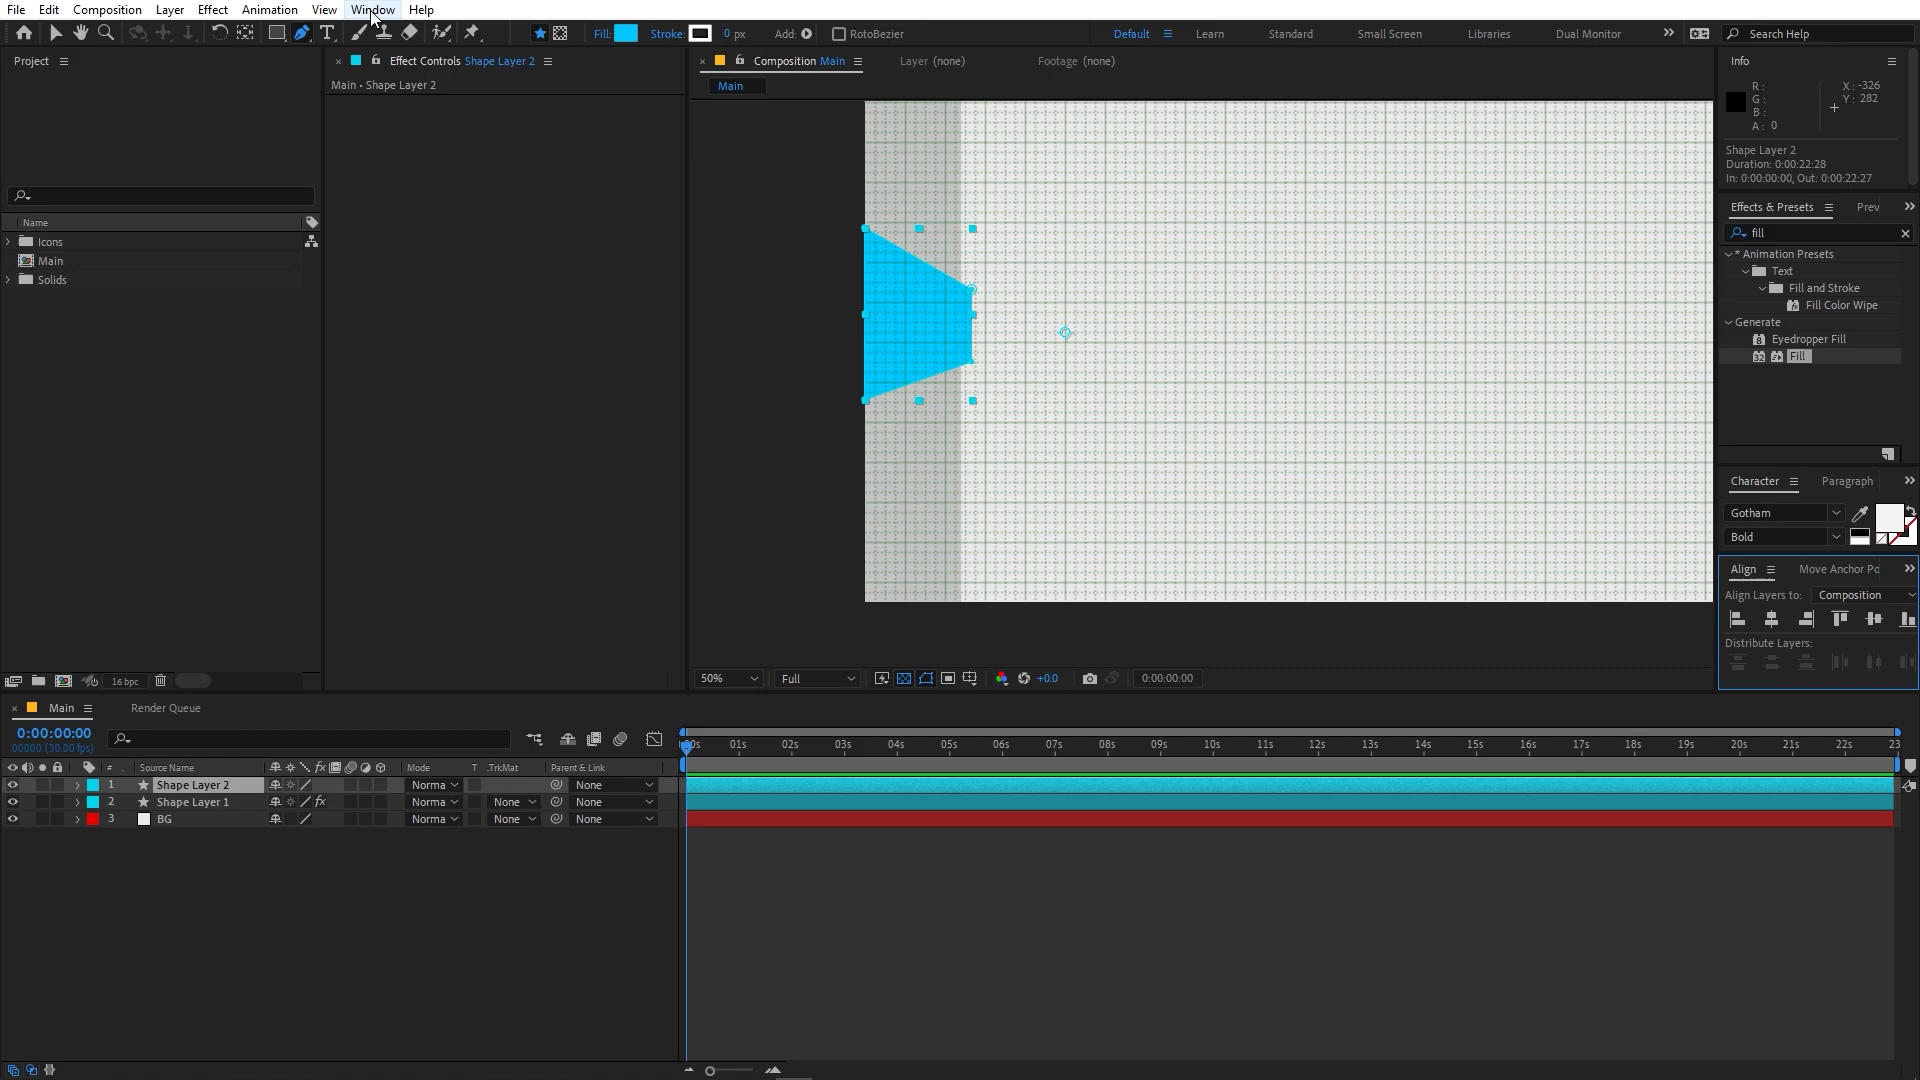 File Edit Composition Layer Effect Animation View Window Help
Fill: Stroke: 0 px Add: RotoBezier Default Learn Standard Small Screen Libraries Dual Monitor Search Help
Project
Effect Controls Shape Layer 2
Main • Shape Layer 2
Name
Icons
Main
Solids
16 bpc
Composition Main
Layer (none)
Footage (none)
Main
50%
Full
+0.0
0:00:00:00
Info
R :
G :
B :
A : 0
X : -326
Y : 282
Shape Layer 2
Duration: 0:00:22:28
In: 0:00:00:00, Out: 0:00:22:27
Effects & Presets
Prev
fill
* Animation Presets
Text
Fill and Stroke
Fill Color Wipe
Generate
Eyedropper Fill
Fill
Character
Paragraph
Gotham
Bold
Align
Move Anchor Po
Align Layers to: Composition
Distribute Layers:
Main
Render Queue
0:00:00:00
00000 (30.00 fps)
# Source Name Mode T .TrkMat Parent & Link
1 Shape Layer 2 Norma None
2 Shape Layer 1 Norma None None
3 BG Norma None None
00s 01s 02s 03s 04s 05s 06s 07s 08s 09s 10s 11s 12s 13s 14s 15s 16s 17s 18s 19s 20s 21s 22s 23